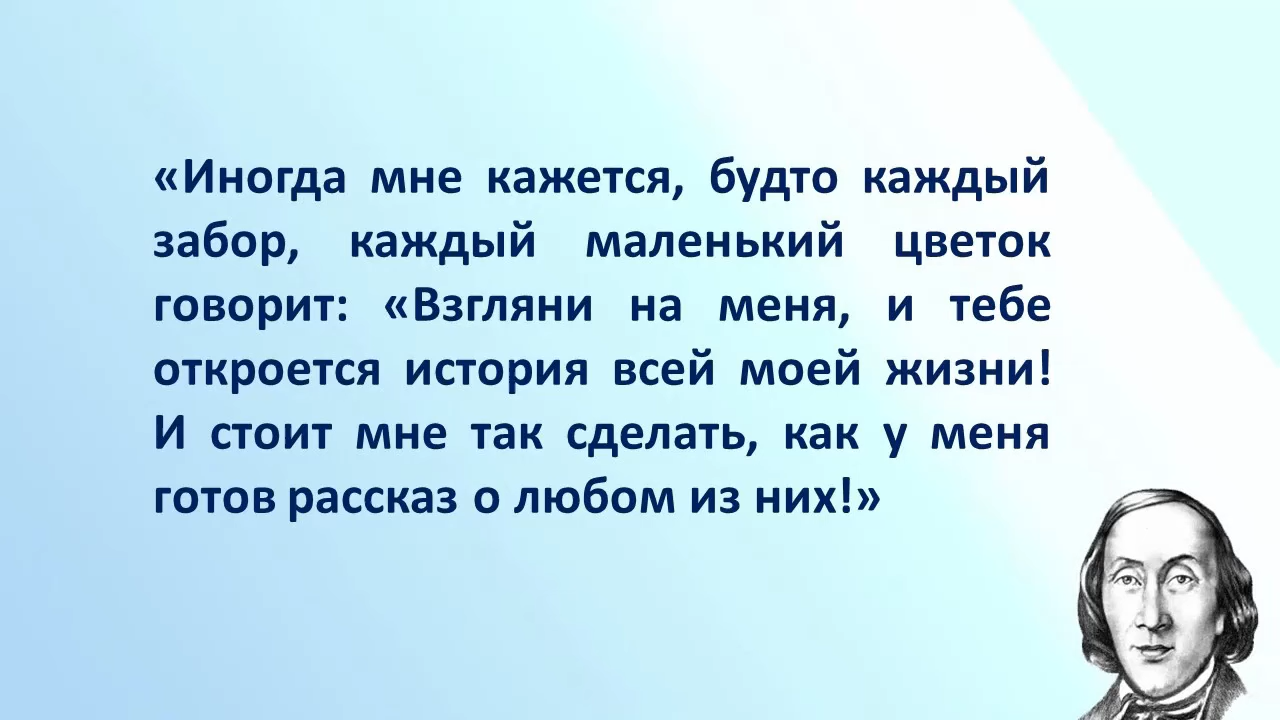 «Иногда мне кажется, будто каждый
забор, каждый маленький цветок
говорит: «Взгляни на меня, и тебе
откроется история всей моей жизни!
И стоит мне так сделать, как у меня
готов рассказ о любом из них!»